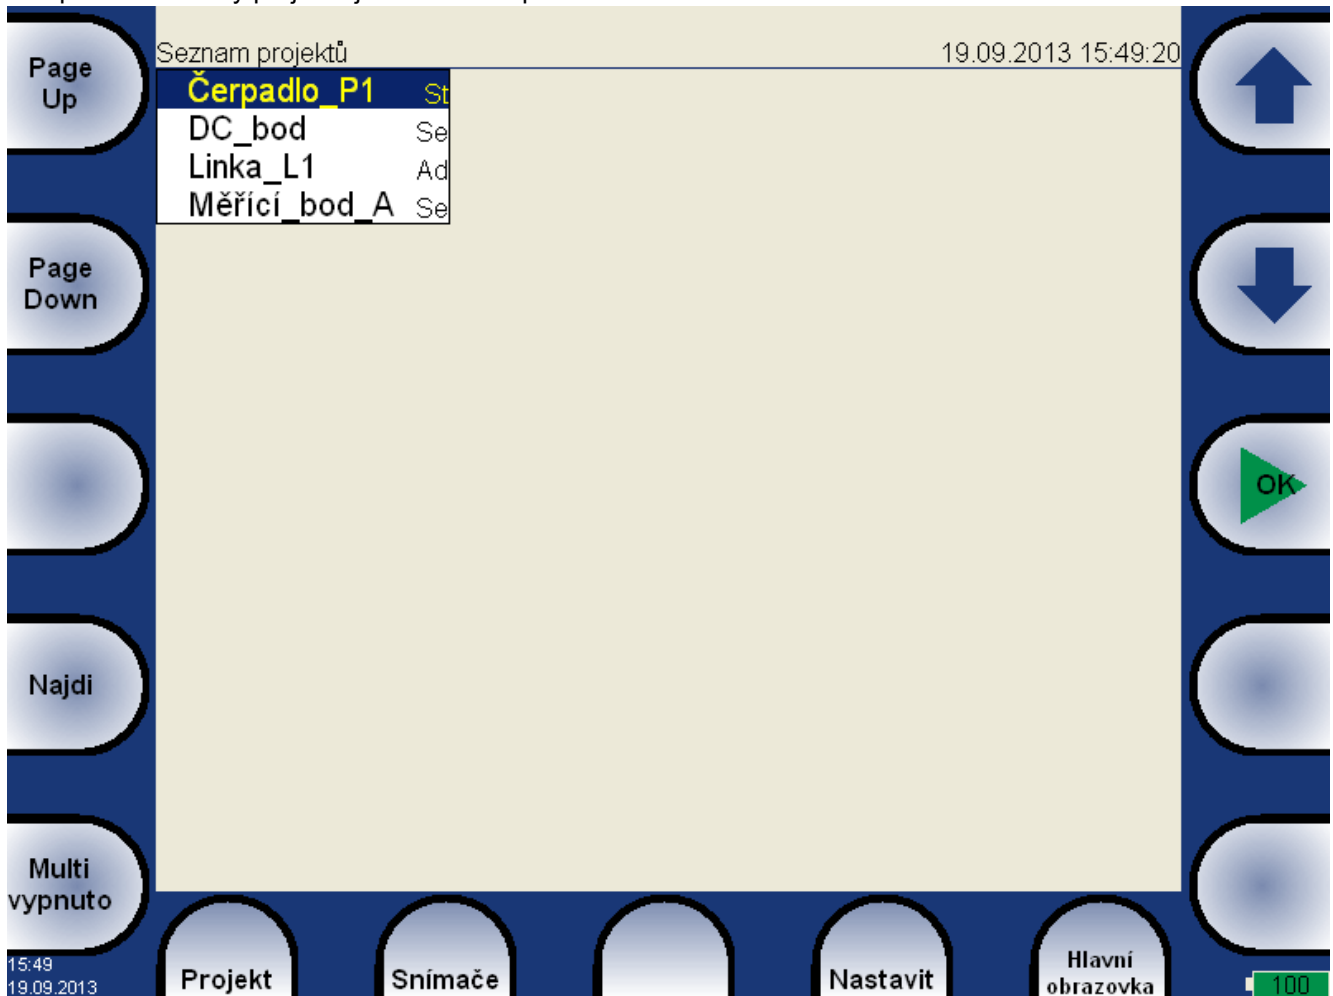 Seznam projektů 19.09.2013 15:49:20
Čerpadlo_P1 St
DC_bod Se
Linka_L1 Ad
Měřící_bod_A Se
Page
Up
Page
Down
OK
Najdi
Multi
vypnuto
15:49
19.09.2013
Projekt
Snímače
Nastavit
Hlavní
obrazovka
100